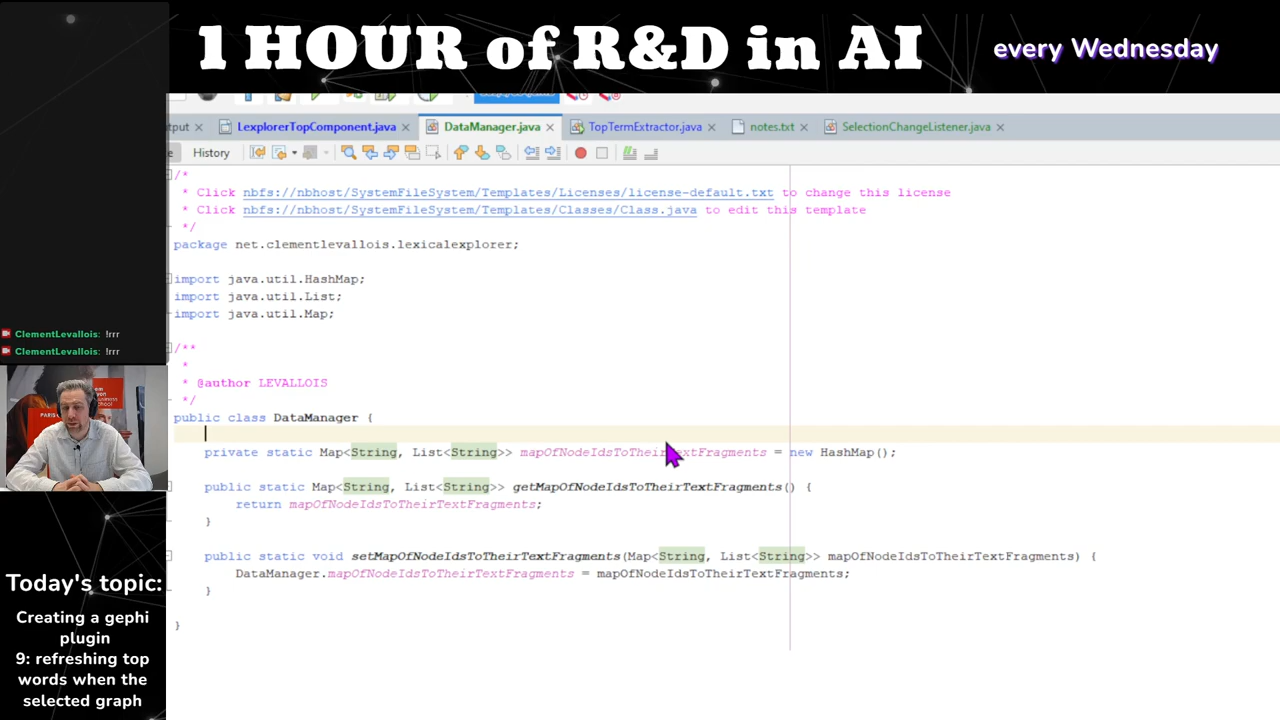 1 HOUR of R&D in AI
every Wednesday
tput
LexplorerTopComponent.java
DataManager.java
TopTermExtractor.java
notes.txt
SelectionChangeListener.java
History
/*
* Click nbfs://nbhost/SystemFileSystem/Templates/Licenses/license-default.txt to change this license
* Click nbfs://nbhost/SystemFileSystem/Templates/Classes/Class.java to edit this template
*/
package net.clementlevallois.lexicalexplorer;
import java.util.HashMap;
import java.util.List;
import java.util.Map;
/**
*
* @author LEVALLOIS
*/
public class DataManager {
private static Map<String, List<String>> mapOfNodeIdsToTheirTextFragments = new HashMap();
public static Map<String, List<String>> getMapOfNodeIdsToTheirTextFragments() {
return mapOfNodeIdsToTheirTextFragments;
}
public static void setMapOfNodeIdsToTheirTextFragments(Map<String, List<String>> mapOfNodeIdsToTheirTextFragments) {
DataManager.mapOfNodeIdsToTheirTextFragments = mapOfNodeIdsToTheirTextFragments;
}
}
ClementLevallois: !rrr
ClementLevallois: !rrr
PARIS
Today's topic:
Creating a gephi
plugin
9: refreshing top
words when the
selected graph